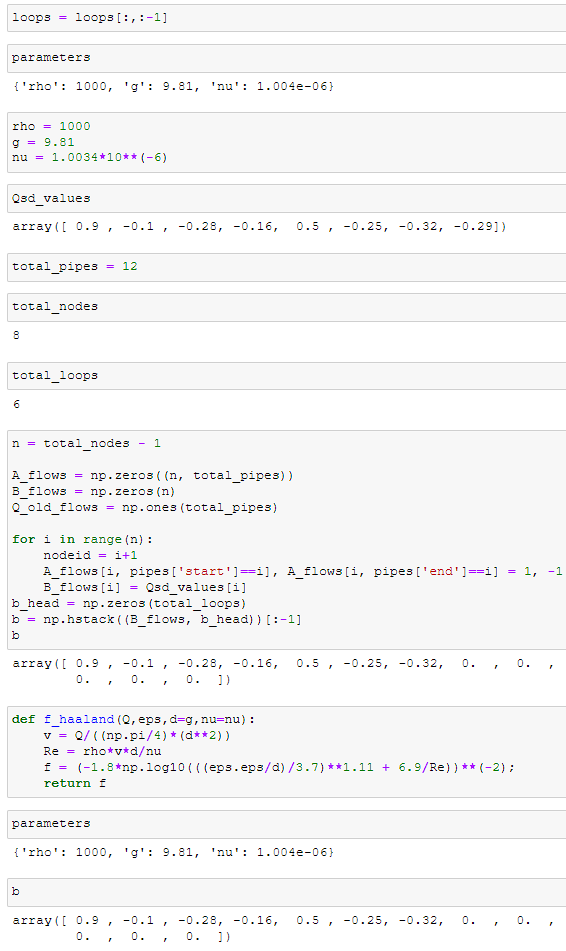 loops = loops[:,:-1]
parameters
{'rho': 1000, 'g': 9.81, 'nu': 1.004e-06}
rho = 1000
g = 9.81
nu = 1.0034*10**(-6)
Qsd_values
array([ 0.9 , -0.1 , -0.28, -0.16,  0.5 , -0.25, -0.32, -0.29])
total_pipes = 12
total_nodes
8
total_loops
6
n = total_nodes - 1
A_flows = np.zeros((n, total_pipes))
B_flows = np.zeros(n)
Q_old_flows = np.ones(total_pipes)
for i in range(n):
    nodeid = i+1
    A_flows[i, pipes['start']==i], A_flows[i, pipes['end']==i] = 1, -1
    B_flows[i] = Qsd_values[i]
b_head = np.zeros(total_loops)
b = np.hstack((B_flows, b_head))[:-1]
b
array([ 0.9 , -0.1 , -0.28, -0.16,  0.5 , -0.25, -0.32,  0.  ,  0.  ,
        0.  ,  0.  ,  0.  ])
def f_haaland(Q,eps,d=g,nu=nu):
    v = Q/((np.pi/4)*(d**2))
    Re = rho*v*d/nu
    f = (-1.8*np.log10(((eps.eps/d)/3.7)**1.11 + 6.9/Re))**(-2);
    return f
parameters
{'rho': 1000, 'g': 9.81, 'nu': 1.004e-06}
b
array([ 0.9 , -0.1 , -0.28, -0.16,  0.5 , -0.25, -0.32,  0.  ,  0.  ,
        0.  ,  0.  ,  0.  ])